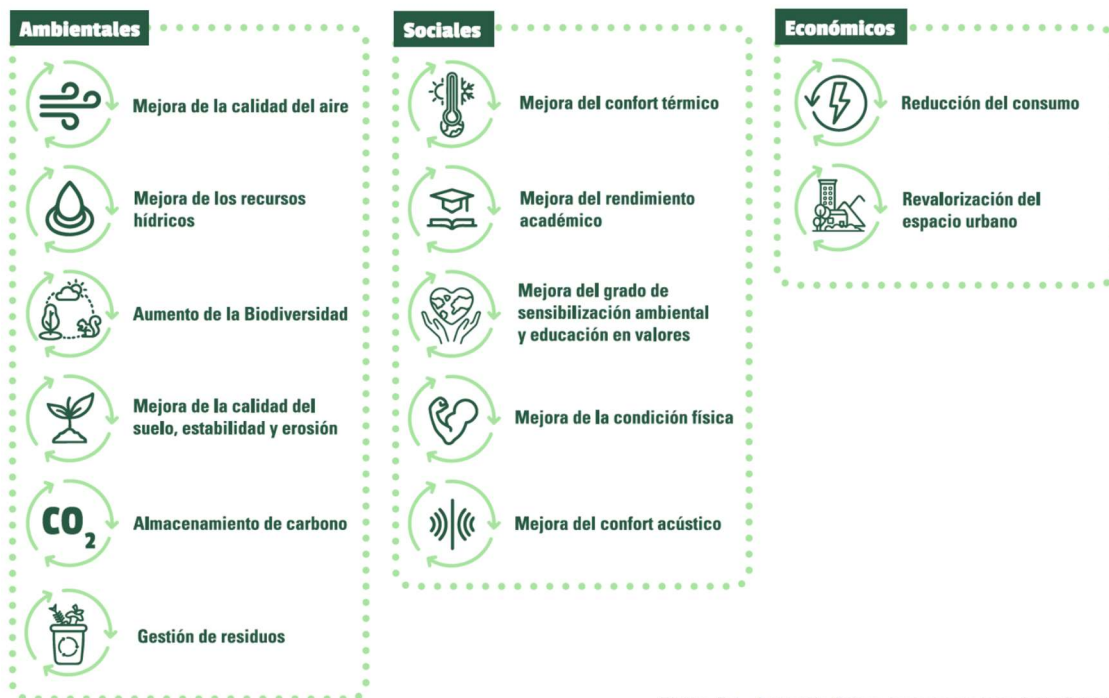 Ambientales
Mejora de la calidad del aire
Mejora de los recursos
hídricos
Aumento de la Biodiversidad
Mejora de la calidad del
suelo, estabilidad y erosión
CO2
Almacenamiento de carbono
Gestión de residuos
Sociales
Mejora del confort térmico
Mejora del rendimiento
académico
Mejora del grado de
sensibilización ambiental
y educación en valores
Mejora de la condición física
Mejora del confort acústico
Económicos
Reducción del consumo
Revalorización del
espacio urbano